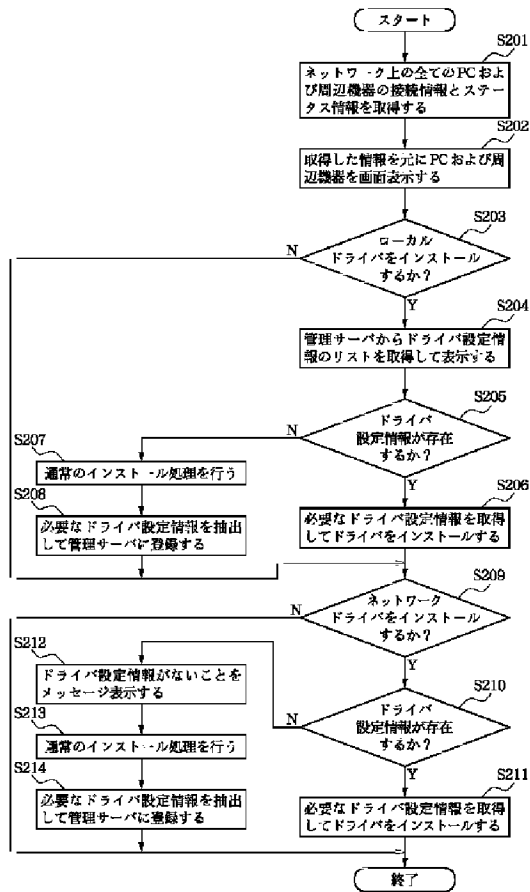 スタート
S201
ネットワーク上の全てのPCおよ
び周辺機器の接続情報とステー
タス情報を取得する
S202
取得した情報を元にPCおよび周
辺機器を画面表示する
S203
ローカル
ドライバをインストール
するか？
N
Y
S204
管理サーバからドライバ設定情
報のリストを取得して表示する
S205
ドライバ
設定情報が存在
するか？
N
Y
S207
通常のインストール処理を行う
S208
必要なドライバ設定情報を抽出
して管理サーバに登録する
S206
必要なドライバ設定情報を取得
してドライバをインストールする
S209
ネットワーク
ドライバをインストール
するか？
N
Y
S212
ドライバ設定情報がないことを
メッセージ表示する
S210
ドライバ
設定情報が存在
するか？
N
Y
S213
通常のインストール処理を行う
S214
必要なドライバ設定情報を抽出
して管理サーバに登録する
S211
必要なドライバ設定情報を取得
してドライバをインストールする
終了